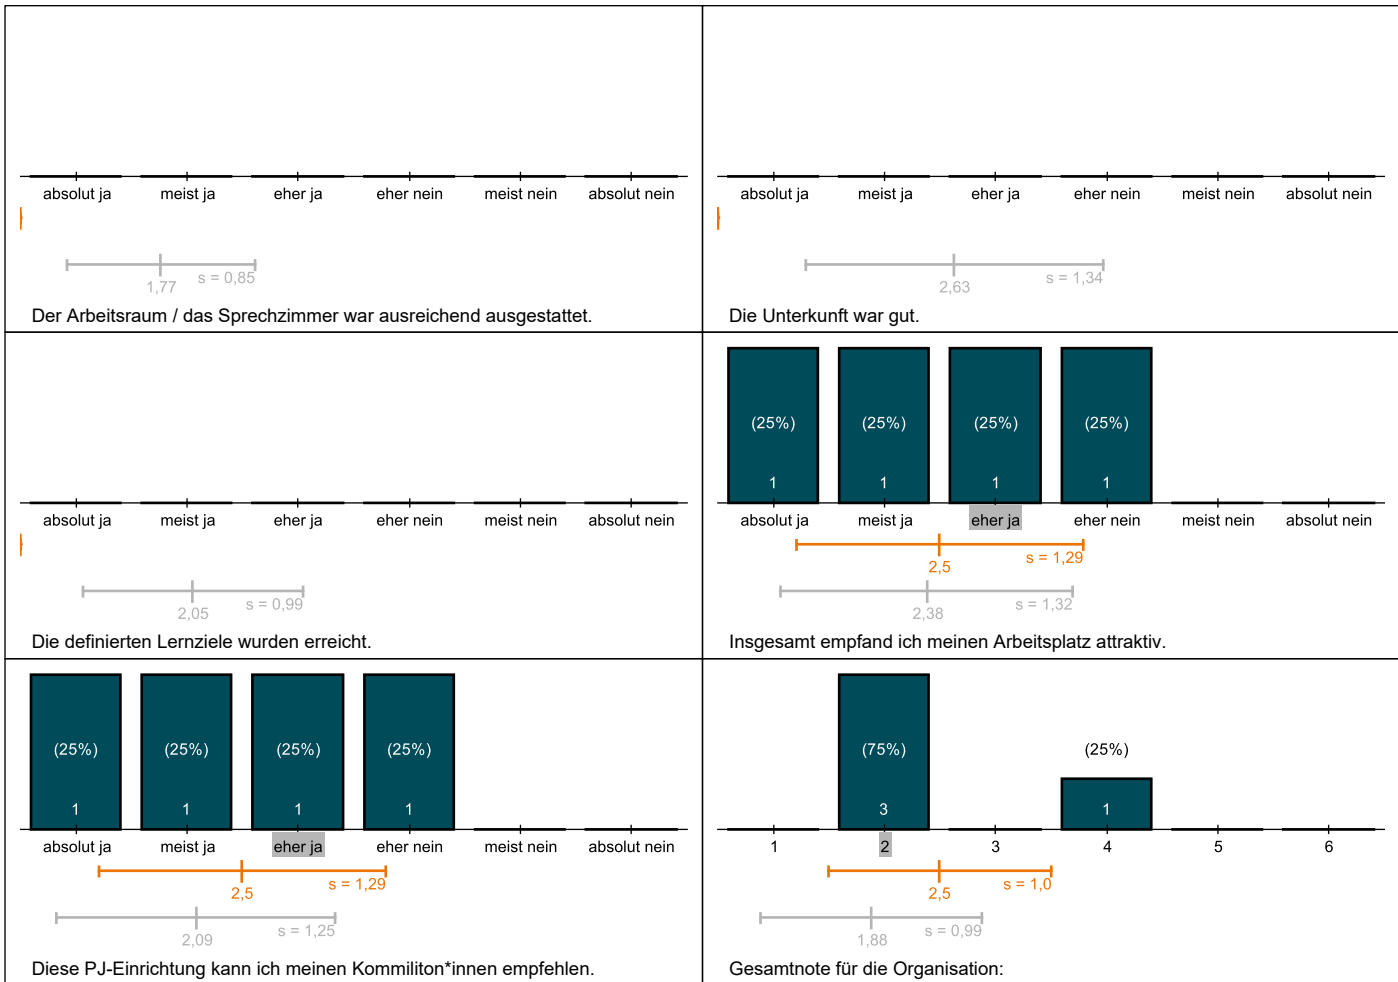 absolut ja meist ja eher ja eher nein meist nein absolut nein
s = 0,85
1,77
Der Arbeitsraum / das Sprechzimmer war ausreichend ausgestattet.
absolut ja meist ja eher ja eher nein meist nein absolut nein
s = 1,34
2,63
Die Unterkunft war gut.
absolut ja meist ja eher ja eher nein meist nein absolut nein
s = 0,99
2,05
Die definierten Lernziele wurden erreicht.
(25%) (25%) (25%) (25%)
1 1 1 1
absolut ja meist ja eher ja eher nein meist nein absolut nein
s = 1,29
2,5
s = 1,32
2,38
Insgesamt empfand ich meinen Arbeitsplatz attraktiv.
(25%) (25%) (25%) (25%)
1 1 1 1
absolut ja meist ja eher ja eher nein meist nein absolut nein
s = 1,29
2,5
s = 1,25
2,09
Diese PJ-Einrichtung kann ich meinen Kommiliton*innen empfehlen.
(75%) (25%)
3 1
1 2 3 4 5 6
s = 1,0
2,5
s = 0,99
1,88
Gesamtnote für die Organisation: